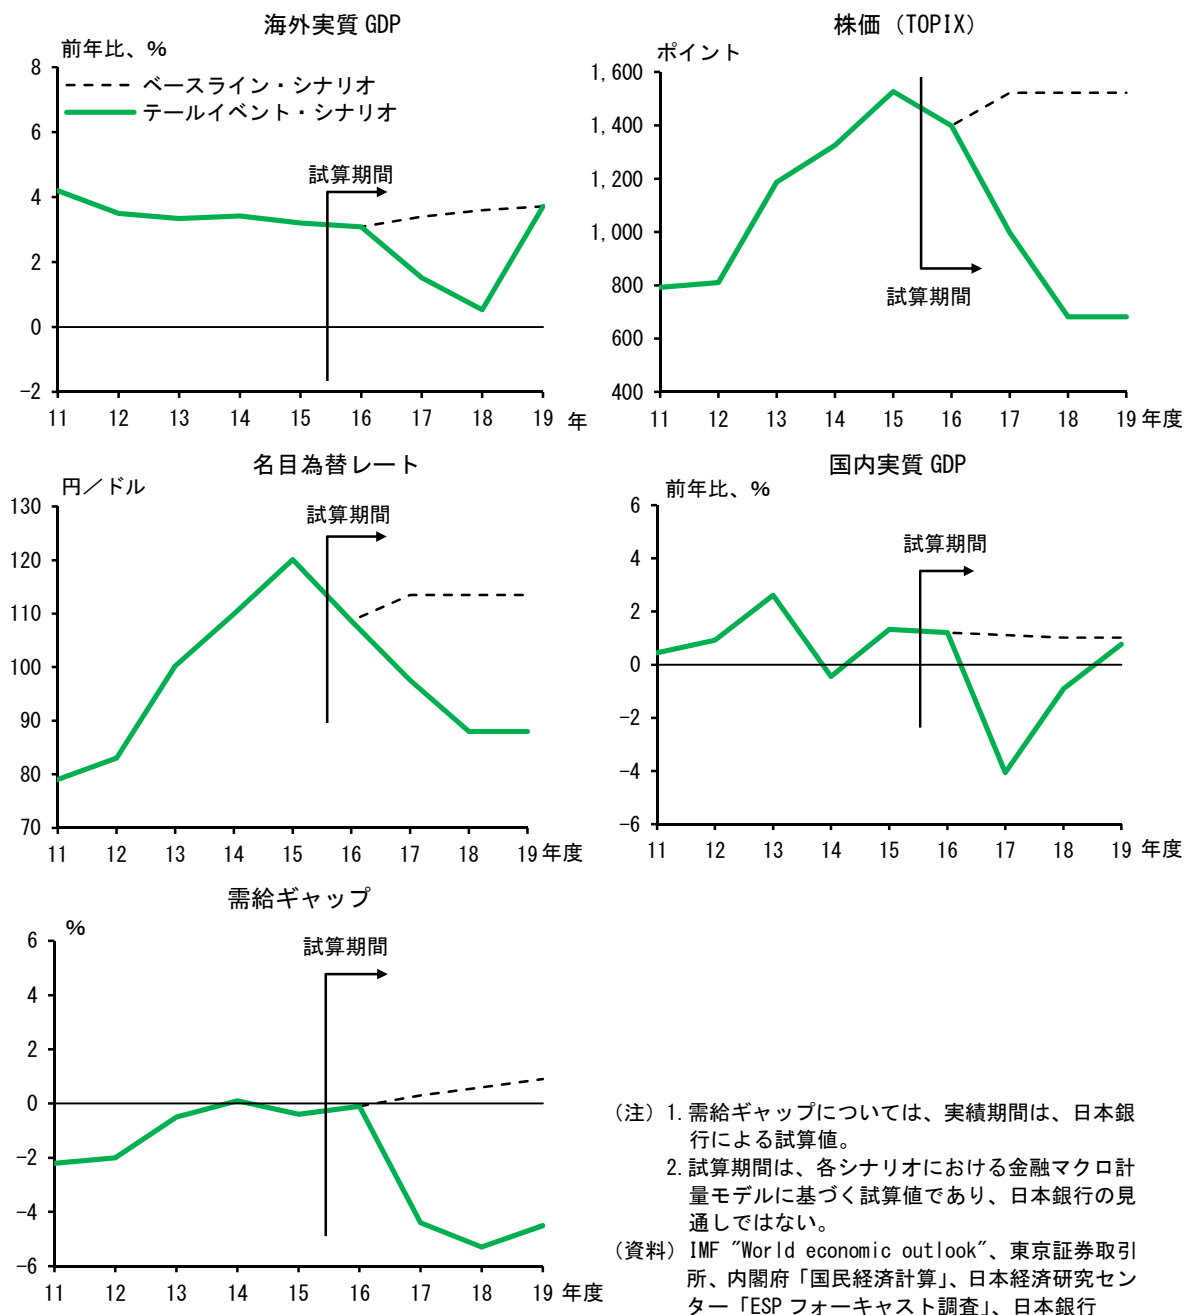 海外実質 GDP
前年比、%
8
6
4
2
0
−2
ベースライン・シナリオ
テールイベント・シナリオ
試算期間
11 12 13 14 15 16 17 18 19 年
株価（TOPIX）
ポイント
1,600
1,400
1,200
1,000
800
600
400
試算期間
11 12 13 14 15 16 17 18 19 年度
名目為替レート
円／ドル
130
120
110
100
90
80
70
試算期間
11 12 13 14 15 16 17 18 19 年度
国内実質 GDP
前年比、%
6
4
2
0
−2
−4
−6
試算期間
11 12 13 14 15 16 17 18 19 年度
需給ギャップ
%
6
4
2
0
−2
−4
−6
試算期間
11 12 13 14 15 16 17 18 19 年度
（注）1. 需給ギャップについては、実績期間は、日本銀
行による試算値。
2. 試算期間は、各シナリオにおける金融マクロ計
量モデルに基づく試算値であり、日本銀行の見
通しではない。
（資料）IMF "World economic outlook"、東京証券取引
所、内閣府「国民経済計算」、日本経済研究セン
ター「ESP フォーキャスト調査」、日本銀行